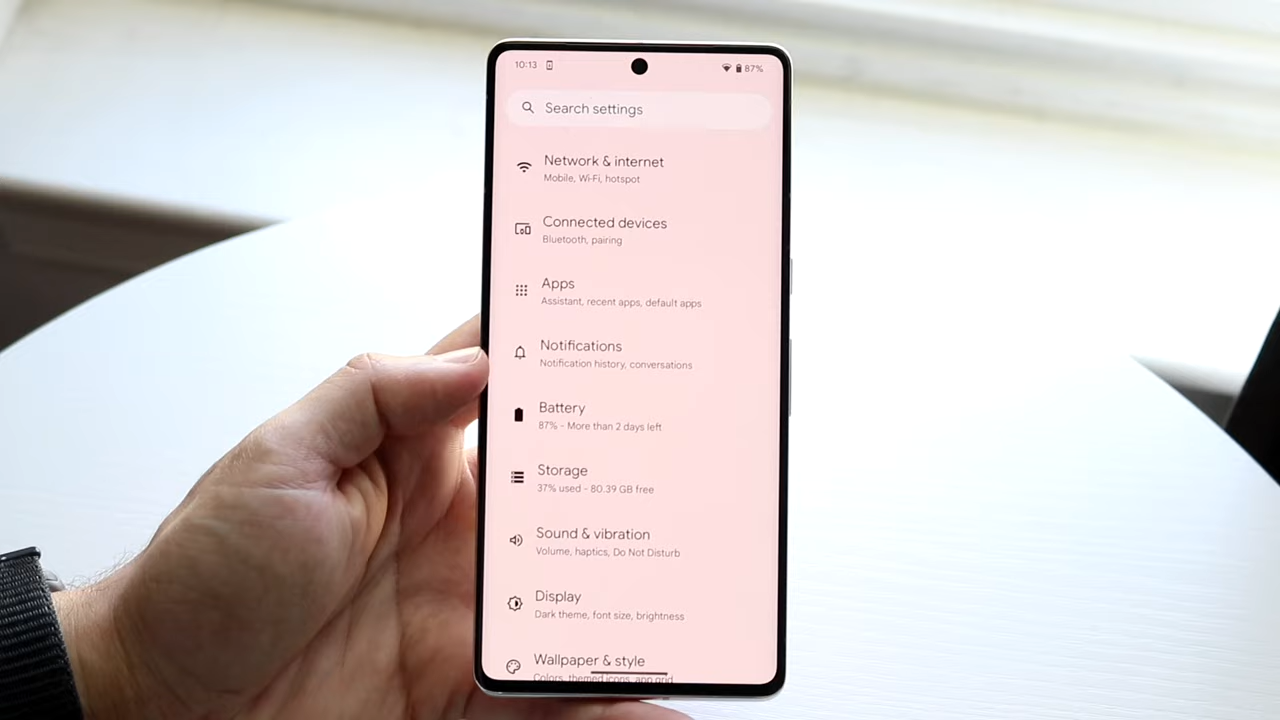 10:13
87%
Search settings
Network & internet
Mobile, Wi-Fi, hotspot
Connected devices
Bluetooth, pairing
Apps
Assistant, recent apps, default apps
Notifications
Notification history, conversations
Battery
87% - More than 2 days left
Storage
37% used - 80.39 GB free
Sound & vibration
Volume, haptics, Do Not Disturb
Display
Dark theme, font size, brightness
Wallpaper & style
Colors, themed icons, app grid